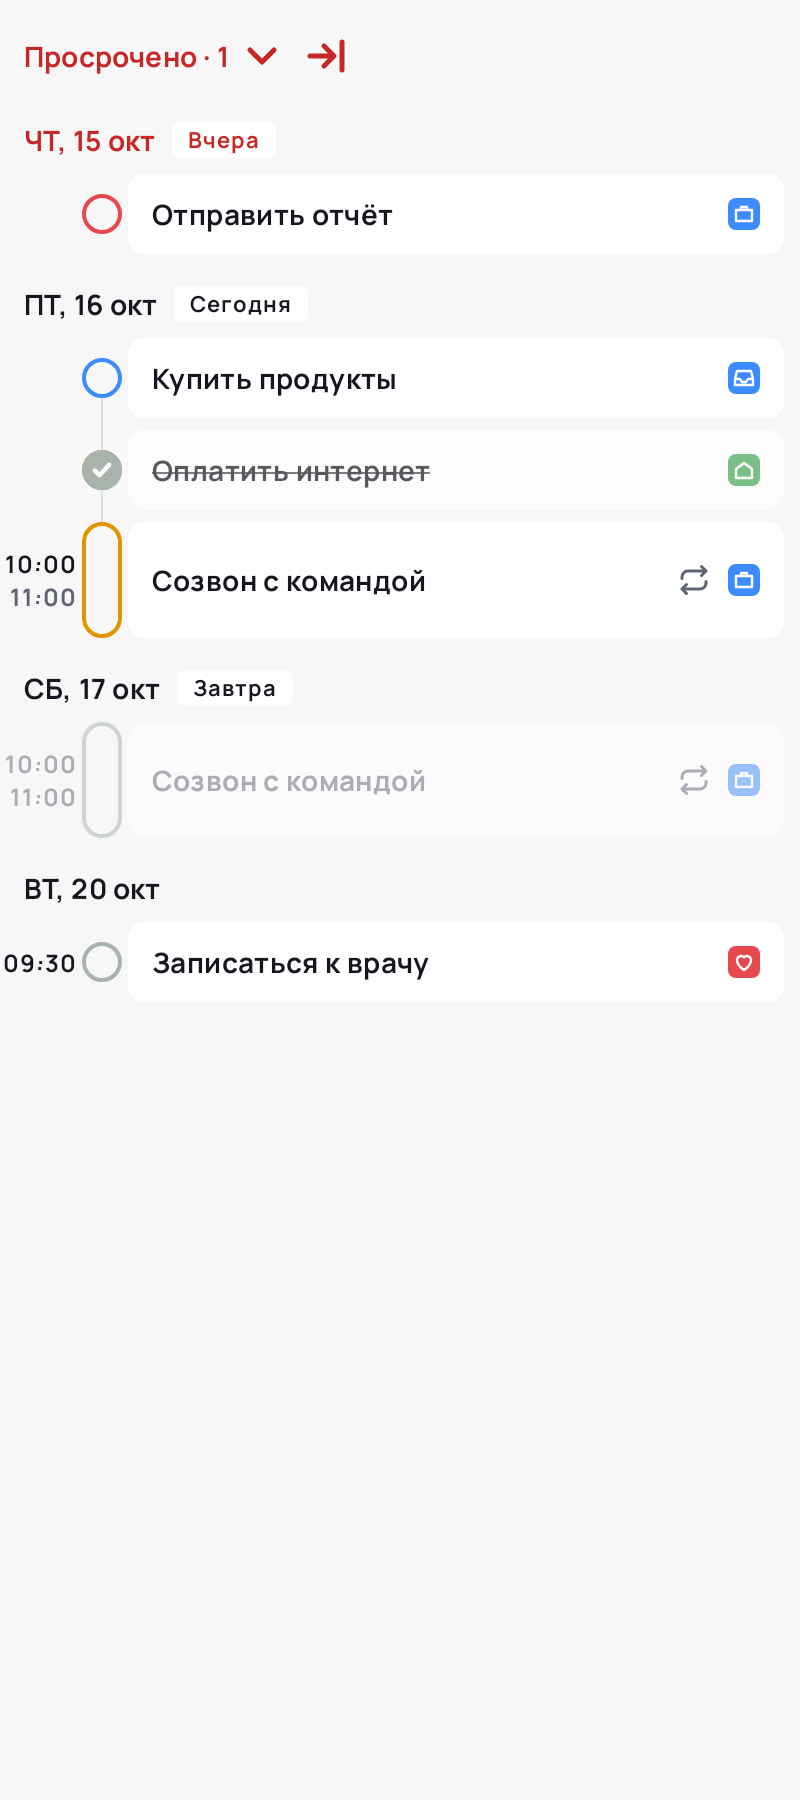 Просрочено · 1
ЧТ, 15 окт Вчера
Отправить отчёт
ПТ, 16 окт Сегодня
Купить продукты
Оплатить интернет
10:00
11:00
Созвон с командой
СБ, 17 окт Завтра
10:00
11:00
Созвон с командой
ВТ, 20 окт
09:30 Записаться к врачу